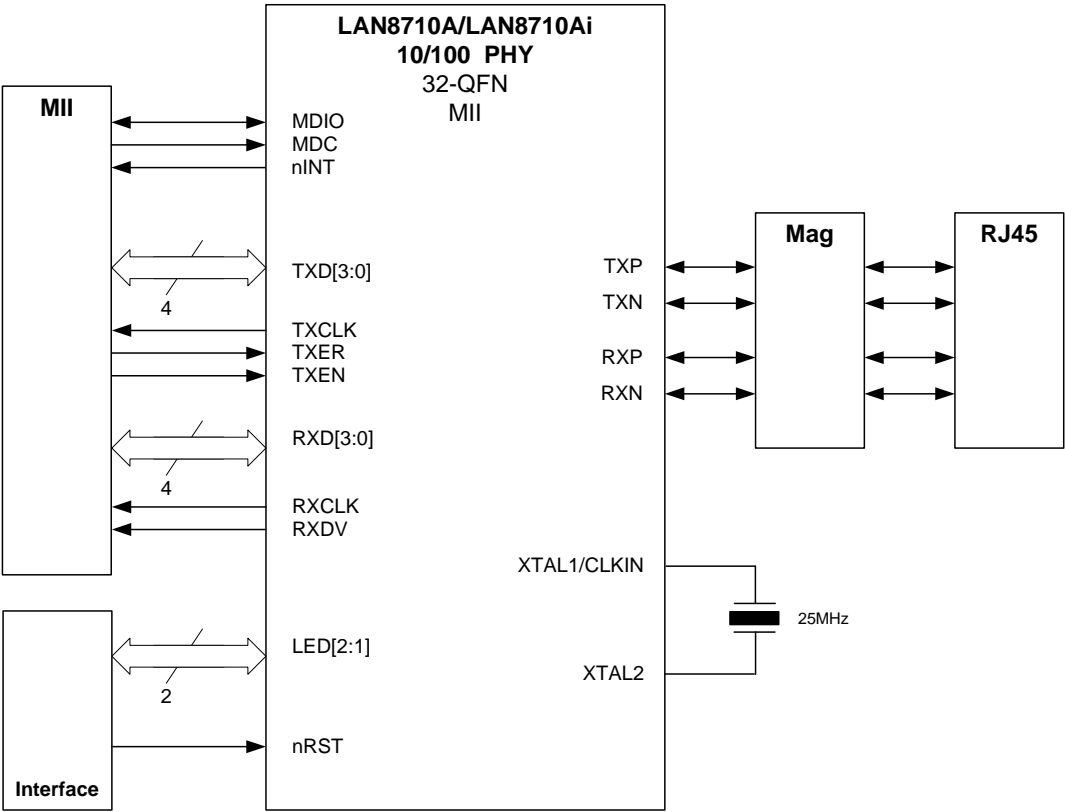 LAN8710A/LAN8710Ai
10/100 PHY
32-QFN
MII
MII
MDIO
MDC
nINT
TXD[3:0]
4
TXCLK
TXER
TXEN
RXD[3:0]
4
RXCLK
RXDV
LED[2:1]
2
nRST
Interface
TXP
TXN
RXP
RXN
Mag
RJ45
XTAL1/CLKIN
25MHz
XTAL2